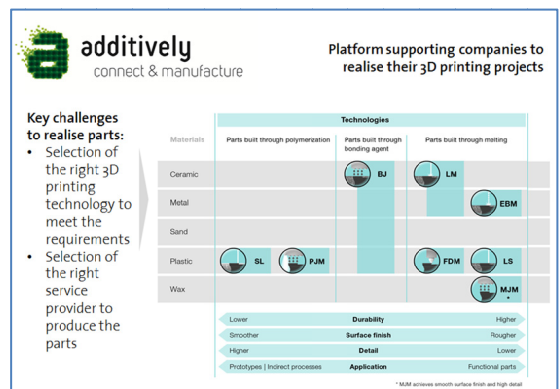 additively
connect & manufacture
Platform supporting companies to
realise their 3D printing projects
Key challenges
to realise parts:
• Selection of
the right 3D
printing
technology to
meet the
requirements
• Selection of
the right
service
provider to
produce the
parts
Technologies
Materials
Parts built through polymerization
Parts built through
bonding agent
Parts built through melting
Ceramic
BJ
LM
Metal
EBM
Sand
Plastic
SL
PJM
FDM
LS
Wax
MJM
*
Lower Durability Higher
Smoother Surface finish Rougher
Higher Detail Lower
Prototypes | Indirect processes Application Functional parts
* MJM achieves smooth surface finish and high detail